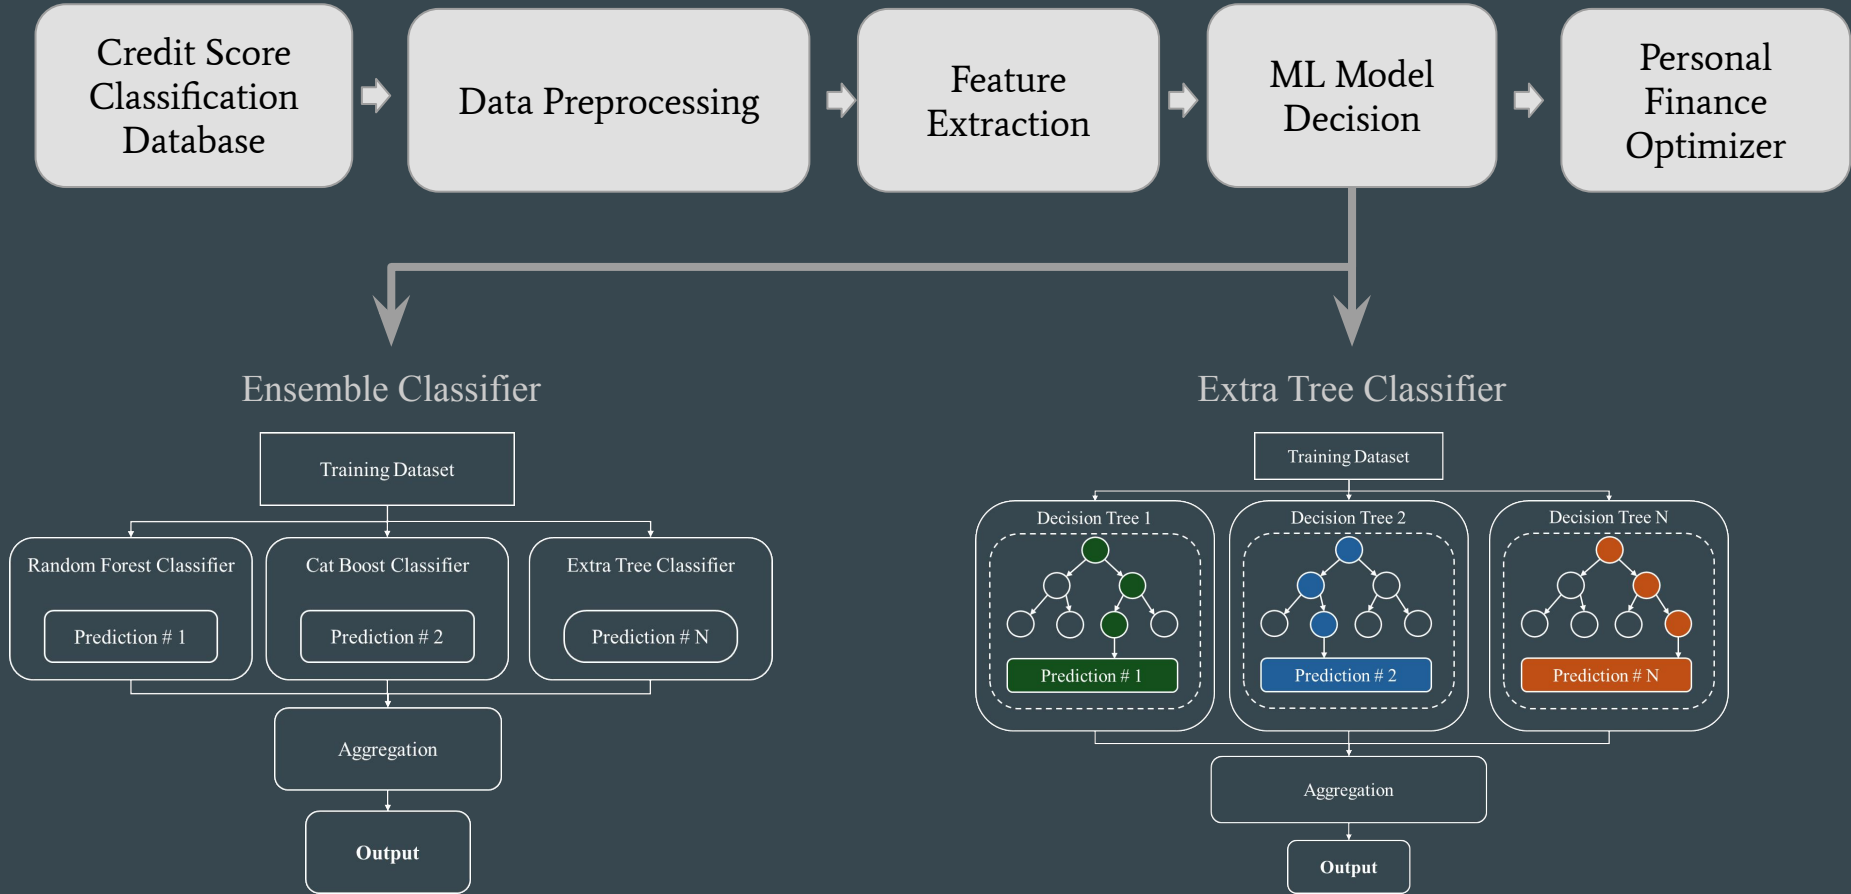 Credit Score
Classification
Database
Data Preprocessing
Feature
Extraction
ML Model
Decision
Personal
Finance
Optimizer
Ensemble Classifier
Training Dataset
Random Forest Classifier
Prediction # 1
Cat Boost Classifier
Prediction # 2
Extra Tree Classifier
Prediction # N
Aggregation
Output
Extra Tree Classifier
Training Dataset
Decision Tree 1
Prediction # 1
Decision Tree 2
Prediction # 2
Decision Tree N
Prediction # N
Aggregation
Output